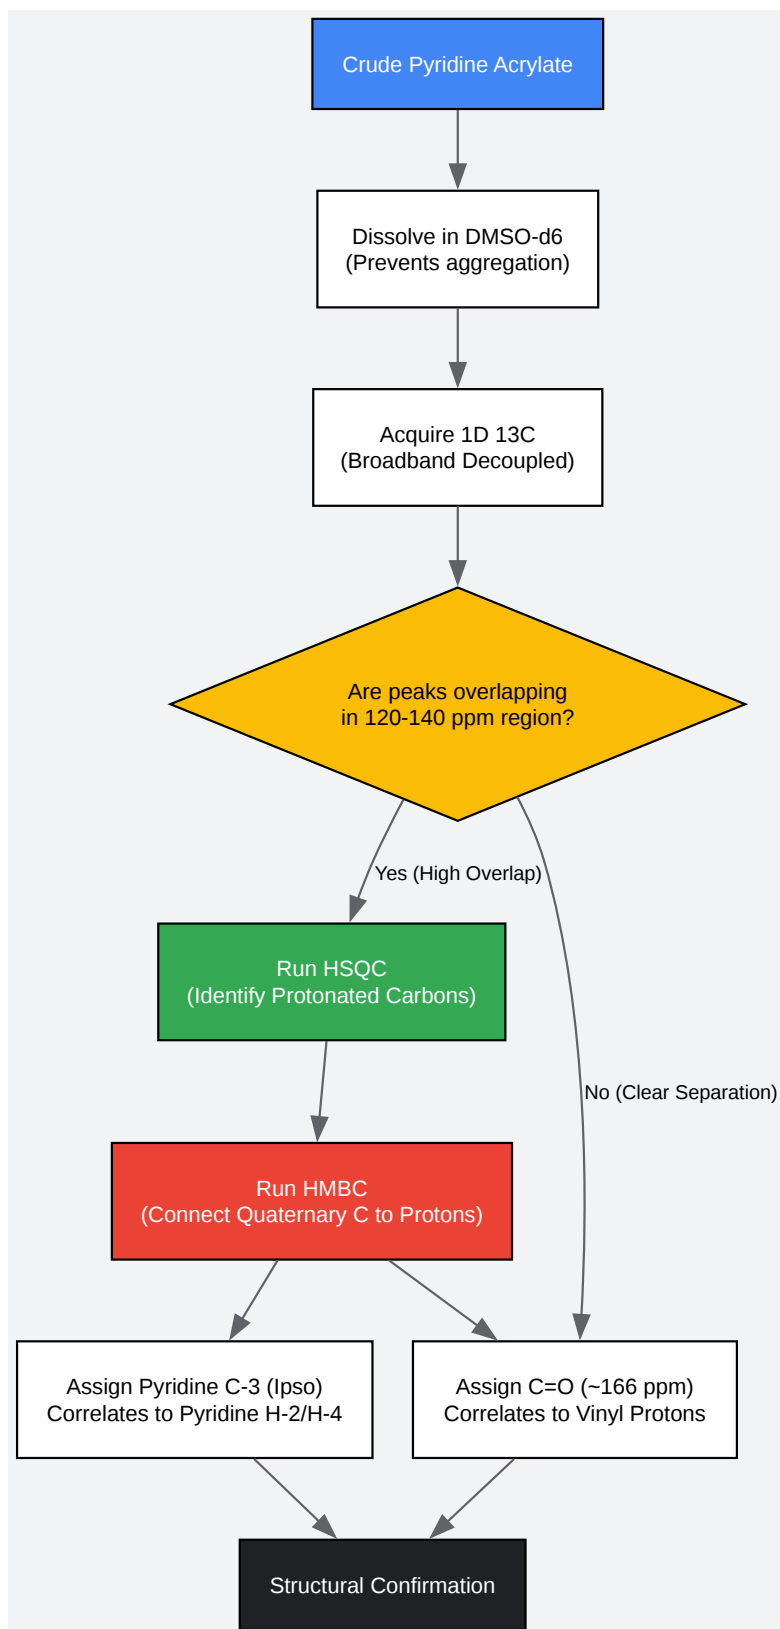 Crude Pyridine Acrylate
Dissolve in DMSO-d6
(Prevents aggregation)
Acquire 1D 13C
(Broadband Decoupled)
Are peaks overlapping
in 120-140 ppm region?
Yes (High Overlap)
Run HSQC
(Identify Protonated Carbons)
No (Clear Separation)
Run HMBC
(Connect Quaternary C to Protons)
Assign Pyridine C-3 (Ipso)
Correlates to Pyridine H-2/H-4
Assign C=O (~166 ppm)
Correlates to Vinyl Protons
Structural Confirmation